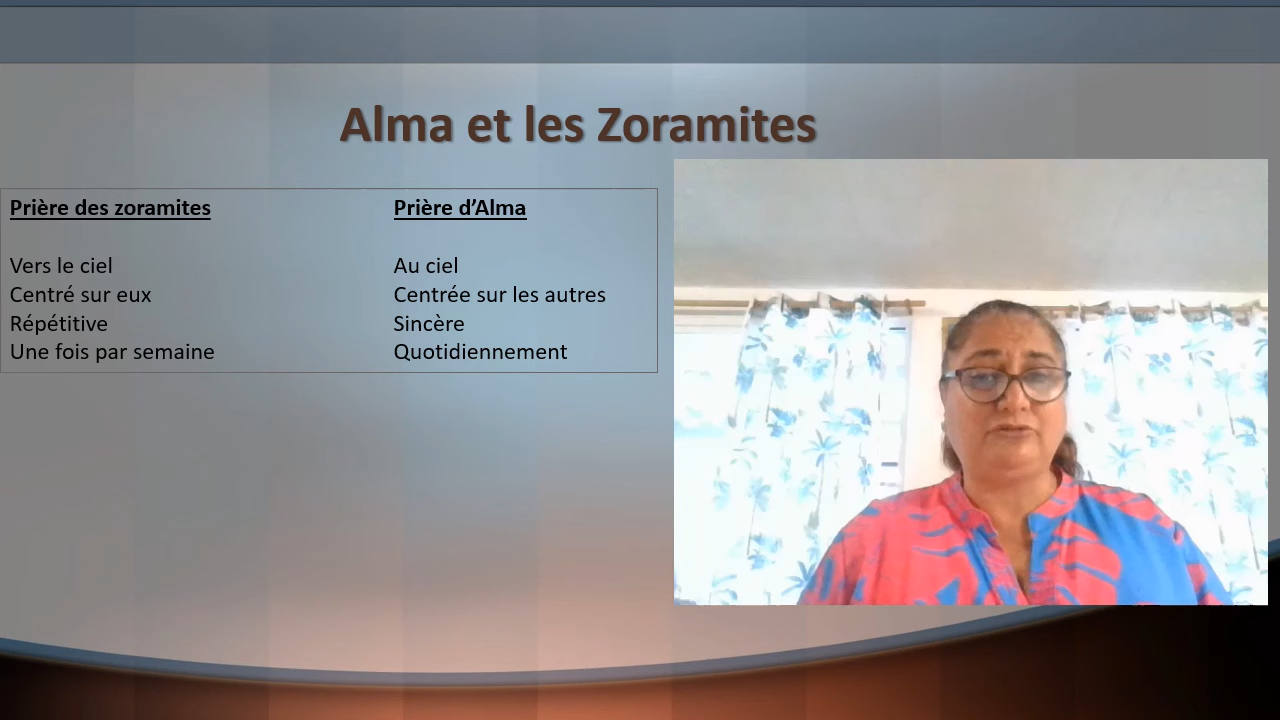 Alma et les Zoramites
Prière des zoramites Prière d’Alma
Vers le ciel Au ciel
Centré sur eux Centrée sur les autres
Répétitive Sincère
Une fois par semaine Quotidiennement